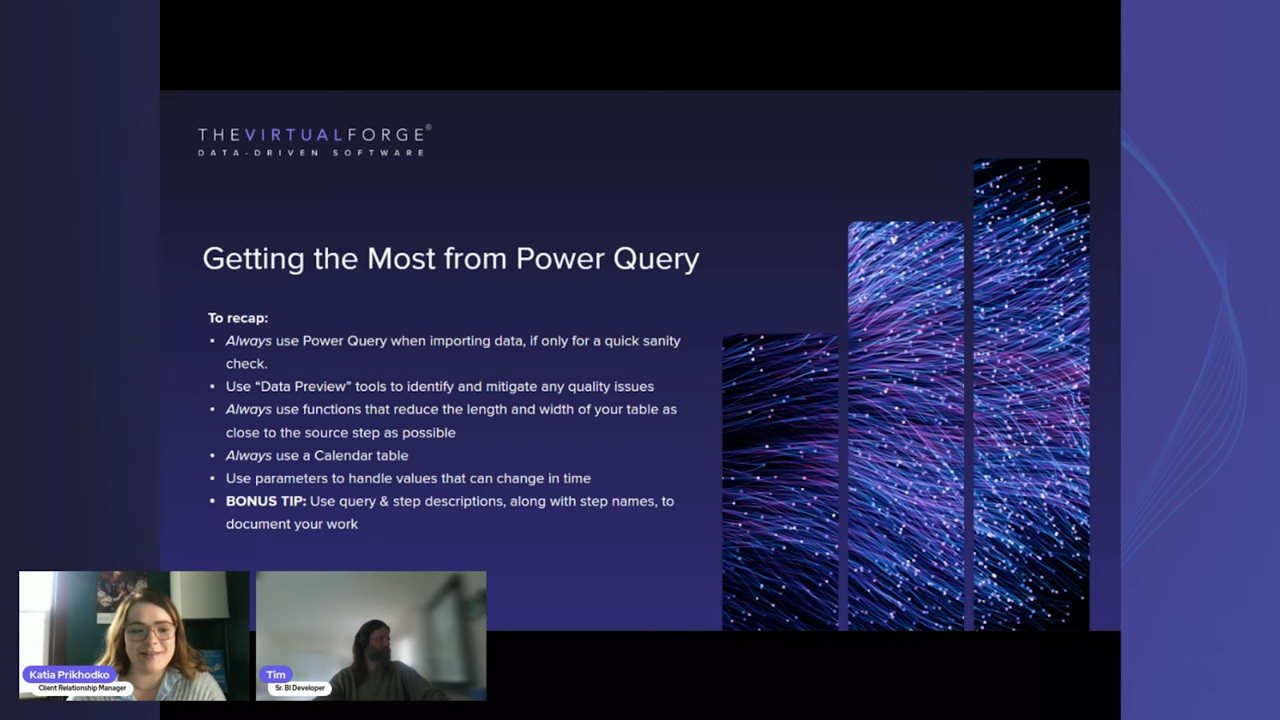 THEVIRTUALFORGE®
DATA-DRIVEN SOFTWARE
Getting the Most from Power Query
To recap:
• Always use Power Query when importing data, if only for a quick sanity
check.
• Use “Data Preview” tools to identify and mitigate any quality issues
• Always use functions that reduce the length and width of your table as
close to the source step as possible
• Always use a Calendar table
• Use parameters to handle values that can change in time
• BONUS TIP: Use query & step descriptions, along with step names, to
document your work
Katia Prikhodko
Client Relationship Manager
Tim
Sr. BI Developer